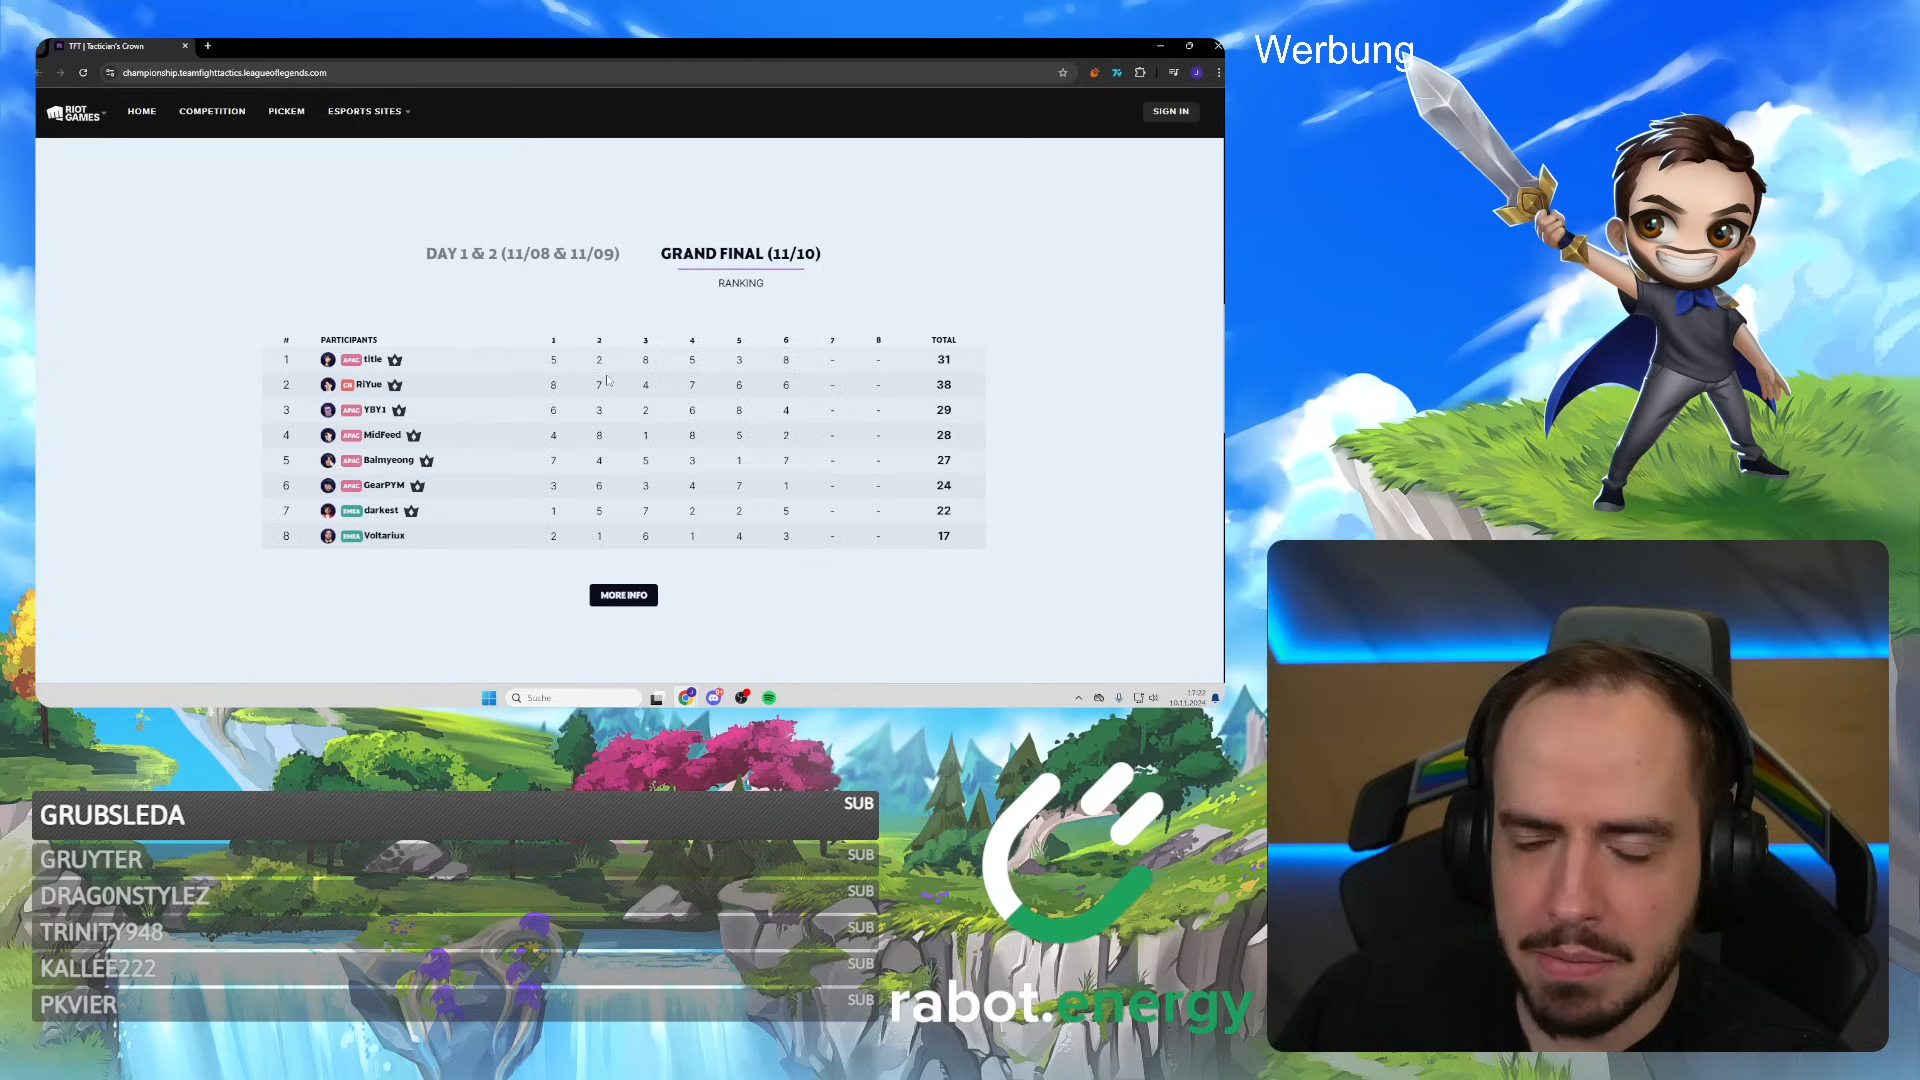 TFT | Tactician's Crown
championship.teamfighttactics.leagueoflegends.com
Werbung
RIOT GAMES HOME COMPETITION PICKEM ESPORTS SITES SIGN IN
DAY 1 & 2 (11/08 & 11/09) GRAND FINAL (11/10)
RANKING
# PARTICIPANTS 1 2 3 4 5 6 7 8 TOTAL
1 APAC title 5 2 8 5 3 8 - - 31
2 CN RiYue 8 7 4 7 6 6 - - 38
3 APAC YBY1 6 3 2 6 8 4 - - 29
4 APAC MidFeed 4 8 1 8 5 2 - - 28
5 APAC Balmyeong 7 4 5 3 1 7 - - 27
6 APAC GearPYM 3 6 3 4 7 1 - - 24
7 EMEA darkest 1 5 7 2 2 5 - - 22
8 EMEA Voltariux 2 1 6 1 4 3 - - 17
MORE INFO
Suche
17:22
10.11.2024
GRUBSLEDA SUB
GRUYTER SUB
DRAG0NSTYLEZ SUB
TRINITY948 SUB
KALLEE222 SUB
PKVIER SUB
rabot.energy